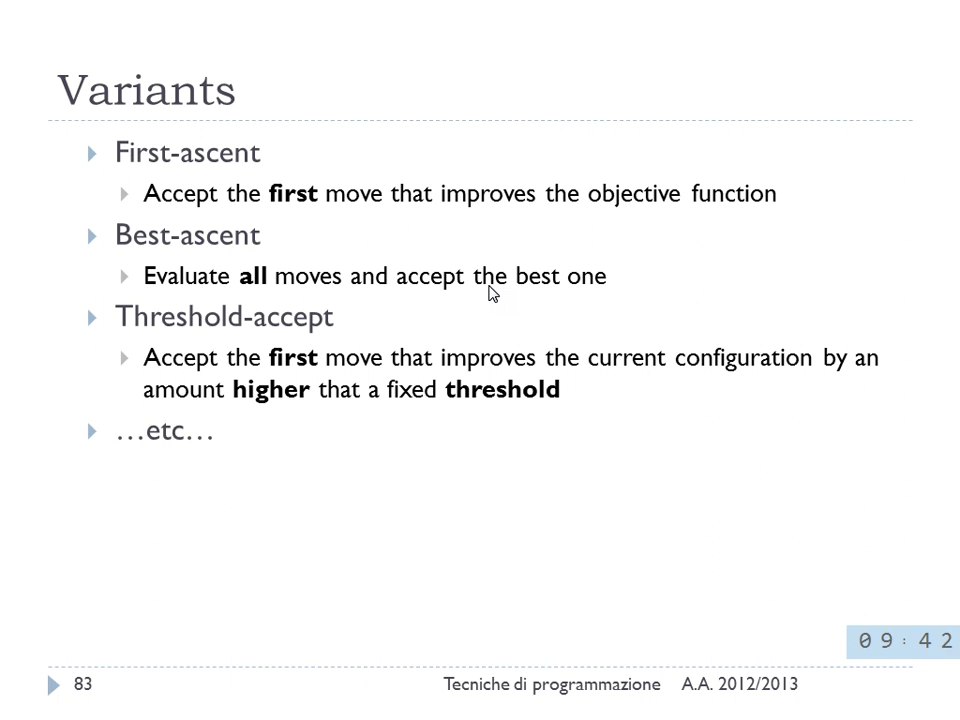 Variants
First-ascent
Accept the first move that improves the objective function
Best-ascent
Evaluate all moves and accept the best one
Threshold-accept
Accept the first move that improves the current configuration by an
amount higher that a fixed threshold
…etc…
09:42
83 Tecniche di programmazione A.A. 2012/2013